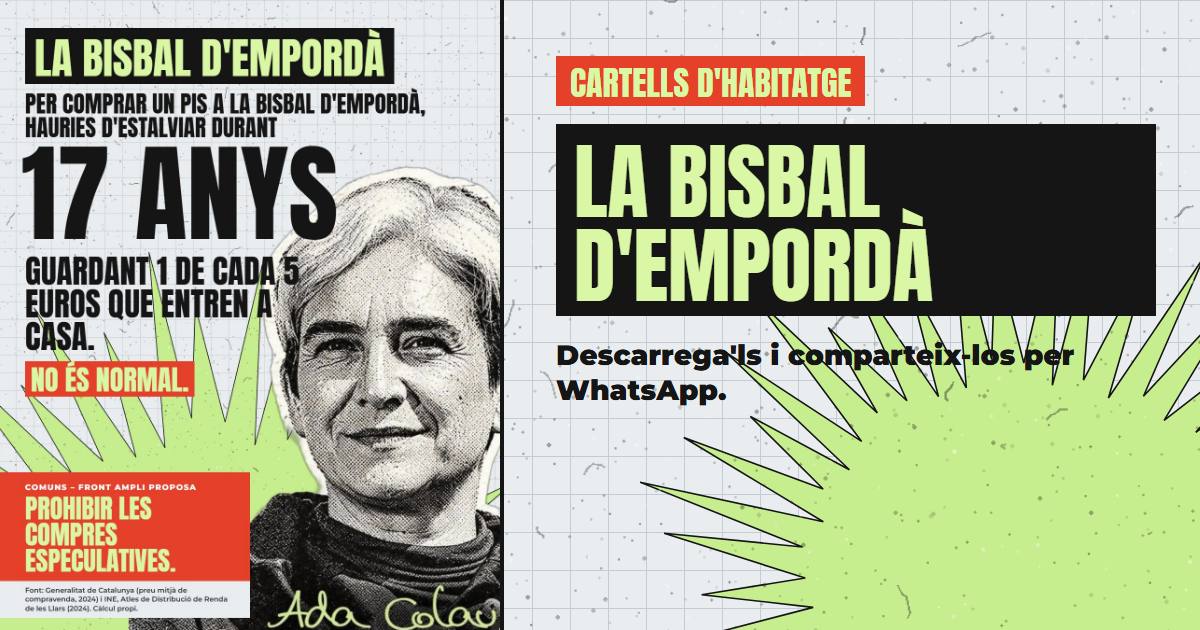 LA BISBAL D'EMPORDÀ
PER COMPRAR UN PIS A LA BISBAL D'EMPORDÀ,
HAURIES D'ESTALVIAR DURANT
17 ANYS
GUARDANT 1 DE CADA 5
EUROS QUE ENTREN A
CASA.
NO ÉS NORMAL.
COMUNS – FRONT AMPLI PROPOSA
PROHIBIR LES
COMPRES
ESPECULATIVES.
Font: Generalitat de Catalunya (preu mitjà de
compravenda, 2024) i INE, Atles de Distribució de Renda
de les Llars (2024). Càlcul propi.
Ada Colau
CARTELLS D'HABITATGE
LA BISBAL
D'EMPORDÀ
Descarrega'ls i comparteix-los per
WhatsApp.